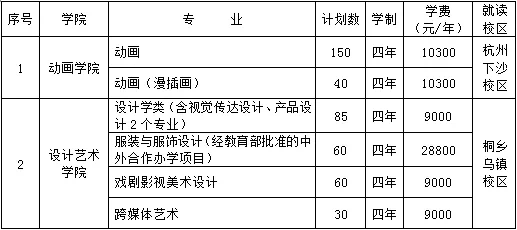 序号 学院 专 业 计划数 学制 学费（元/年） 就读校区
1 动画学院 动画 150 四年 10300 杭州下沙校区
动画（漫插画） 40 四年 10300
2 设计艺术学院 设计学类（含视觉传达设计、产品设计2个专业） 85 四年 9000 桐乡乌镇校区
服装与服饰设计（经教育部批准的中外合作办学项目） 60 四年 28800
戏剧影视美术设计 60 四年 9000
跨媒体艺术 30 四年 9000